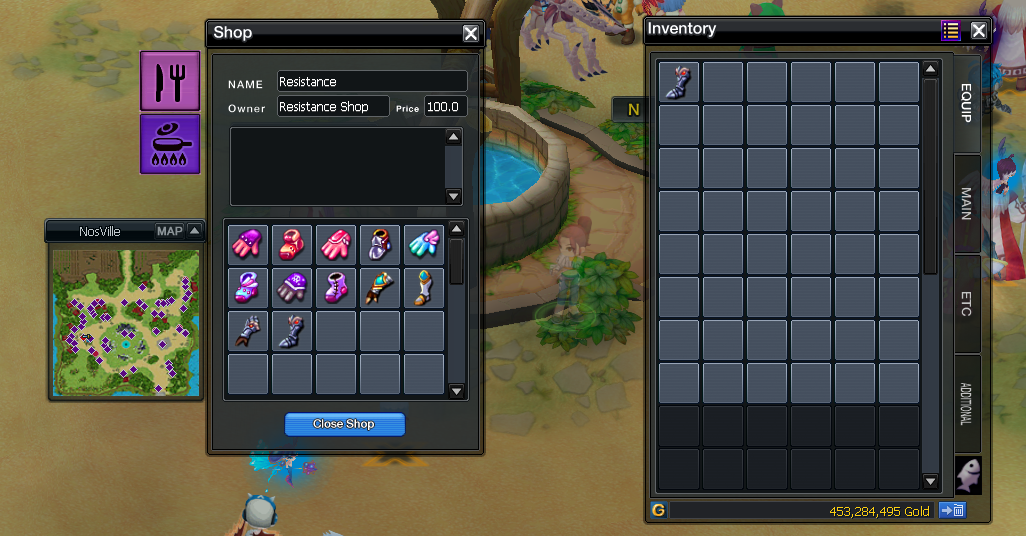 Shop
NAME Resistance
Owner Resistance Shop Price 100.0
Close Shop
NosVille MAP
N
Inventory
EQUIP
MAIN
ETC
ADDITIONAL
G 453,284,495 Gold